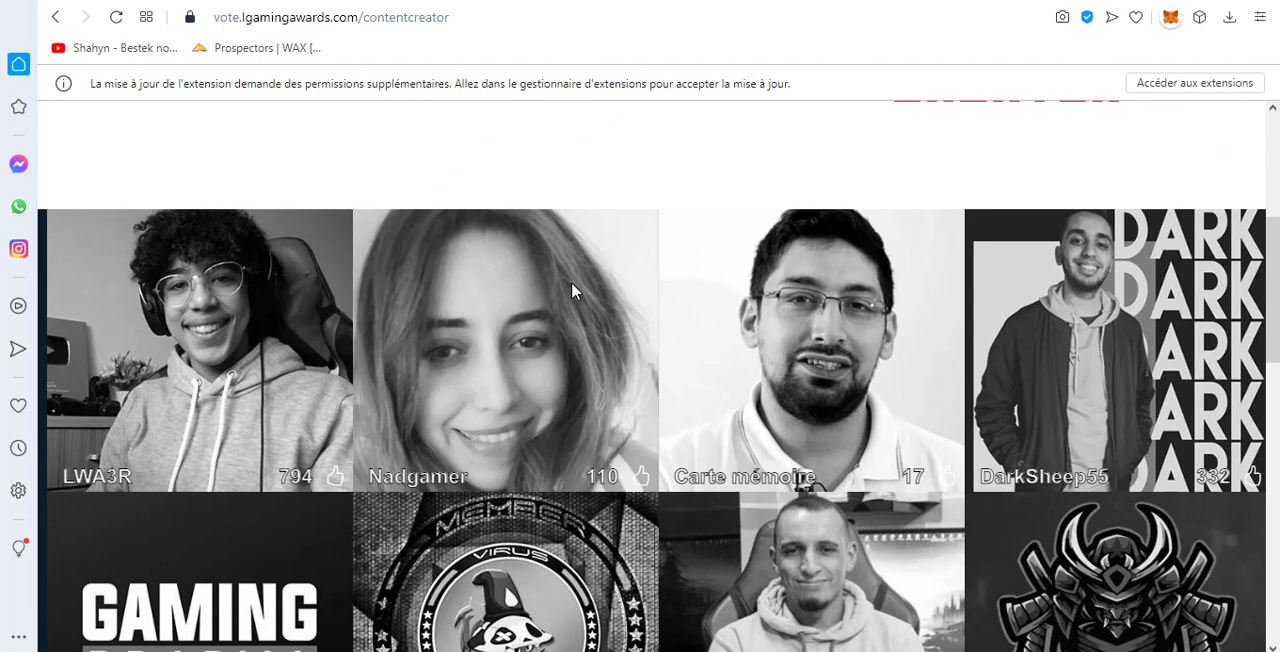 vote.lgamingawards.com/contentcreator
Shahyn - Bestek no... Prospectors | WAX [...
La mise à jour de l'extension demande des permissions supplémentaires. Allez dans le gestionnaire d'extensions pour accepter la mise à jour. Accéder aux extensions
DARK
DARK
DARK
DARK
DARK
LWA3R 794 Nadgamer 110 Carte mémoire 17 DarkSheep55 332
MEMBER
VIRUS
GAMING